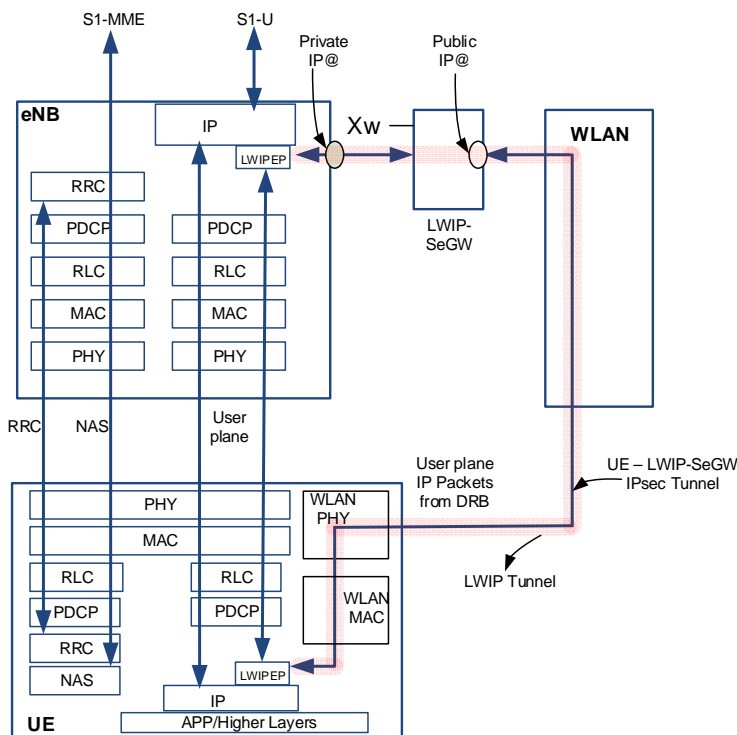 S1-MME
S1-U
Private
IP@
Public
IP@
eNB
IP
Xw
WLAN
LWIPEP
RRC
PDCP
PDCP
LWIP-
SeGW
RLC
RLC
MAC
MAC
PHY
PHY
RRC
NAS
User
plane
User plane
IP Packets
from DRB
UE – LWIP-SeGW
IPsec Tunnel
LWIP Tunnel
PHY
WLAN
PHY
MAC
RLC
RLC
WLAN
MAC
PDCP
PDCP
RRC
NAS
LWIPEP
IP
APP/Higher Layers
UE